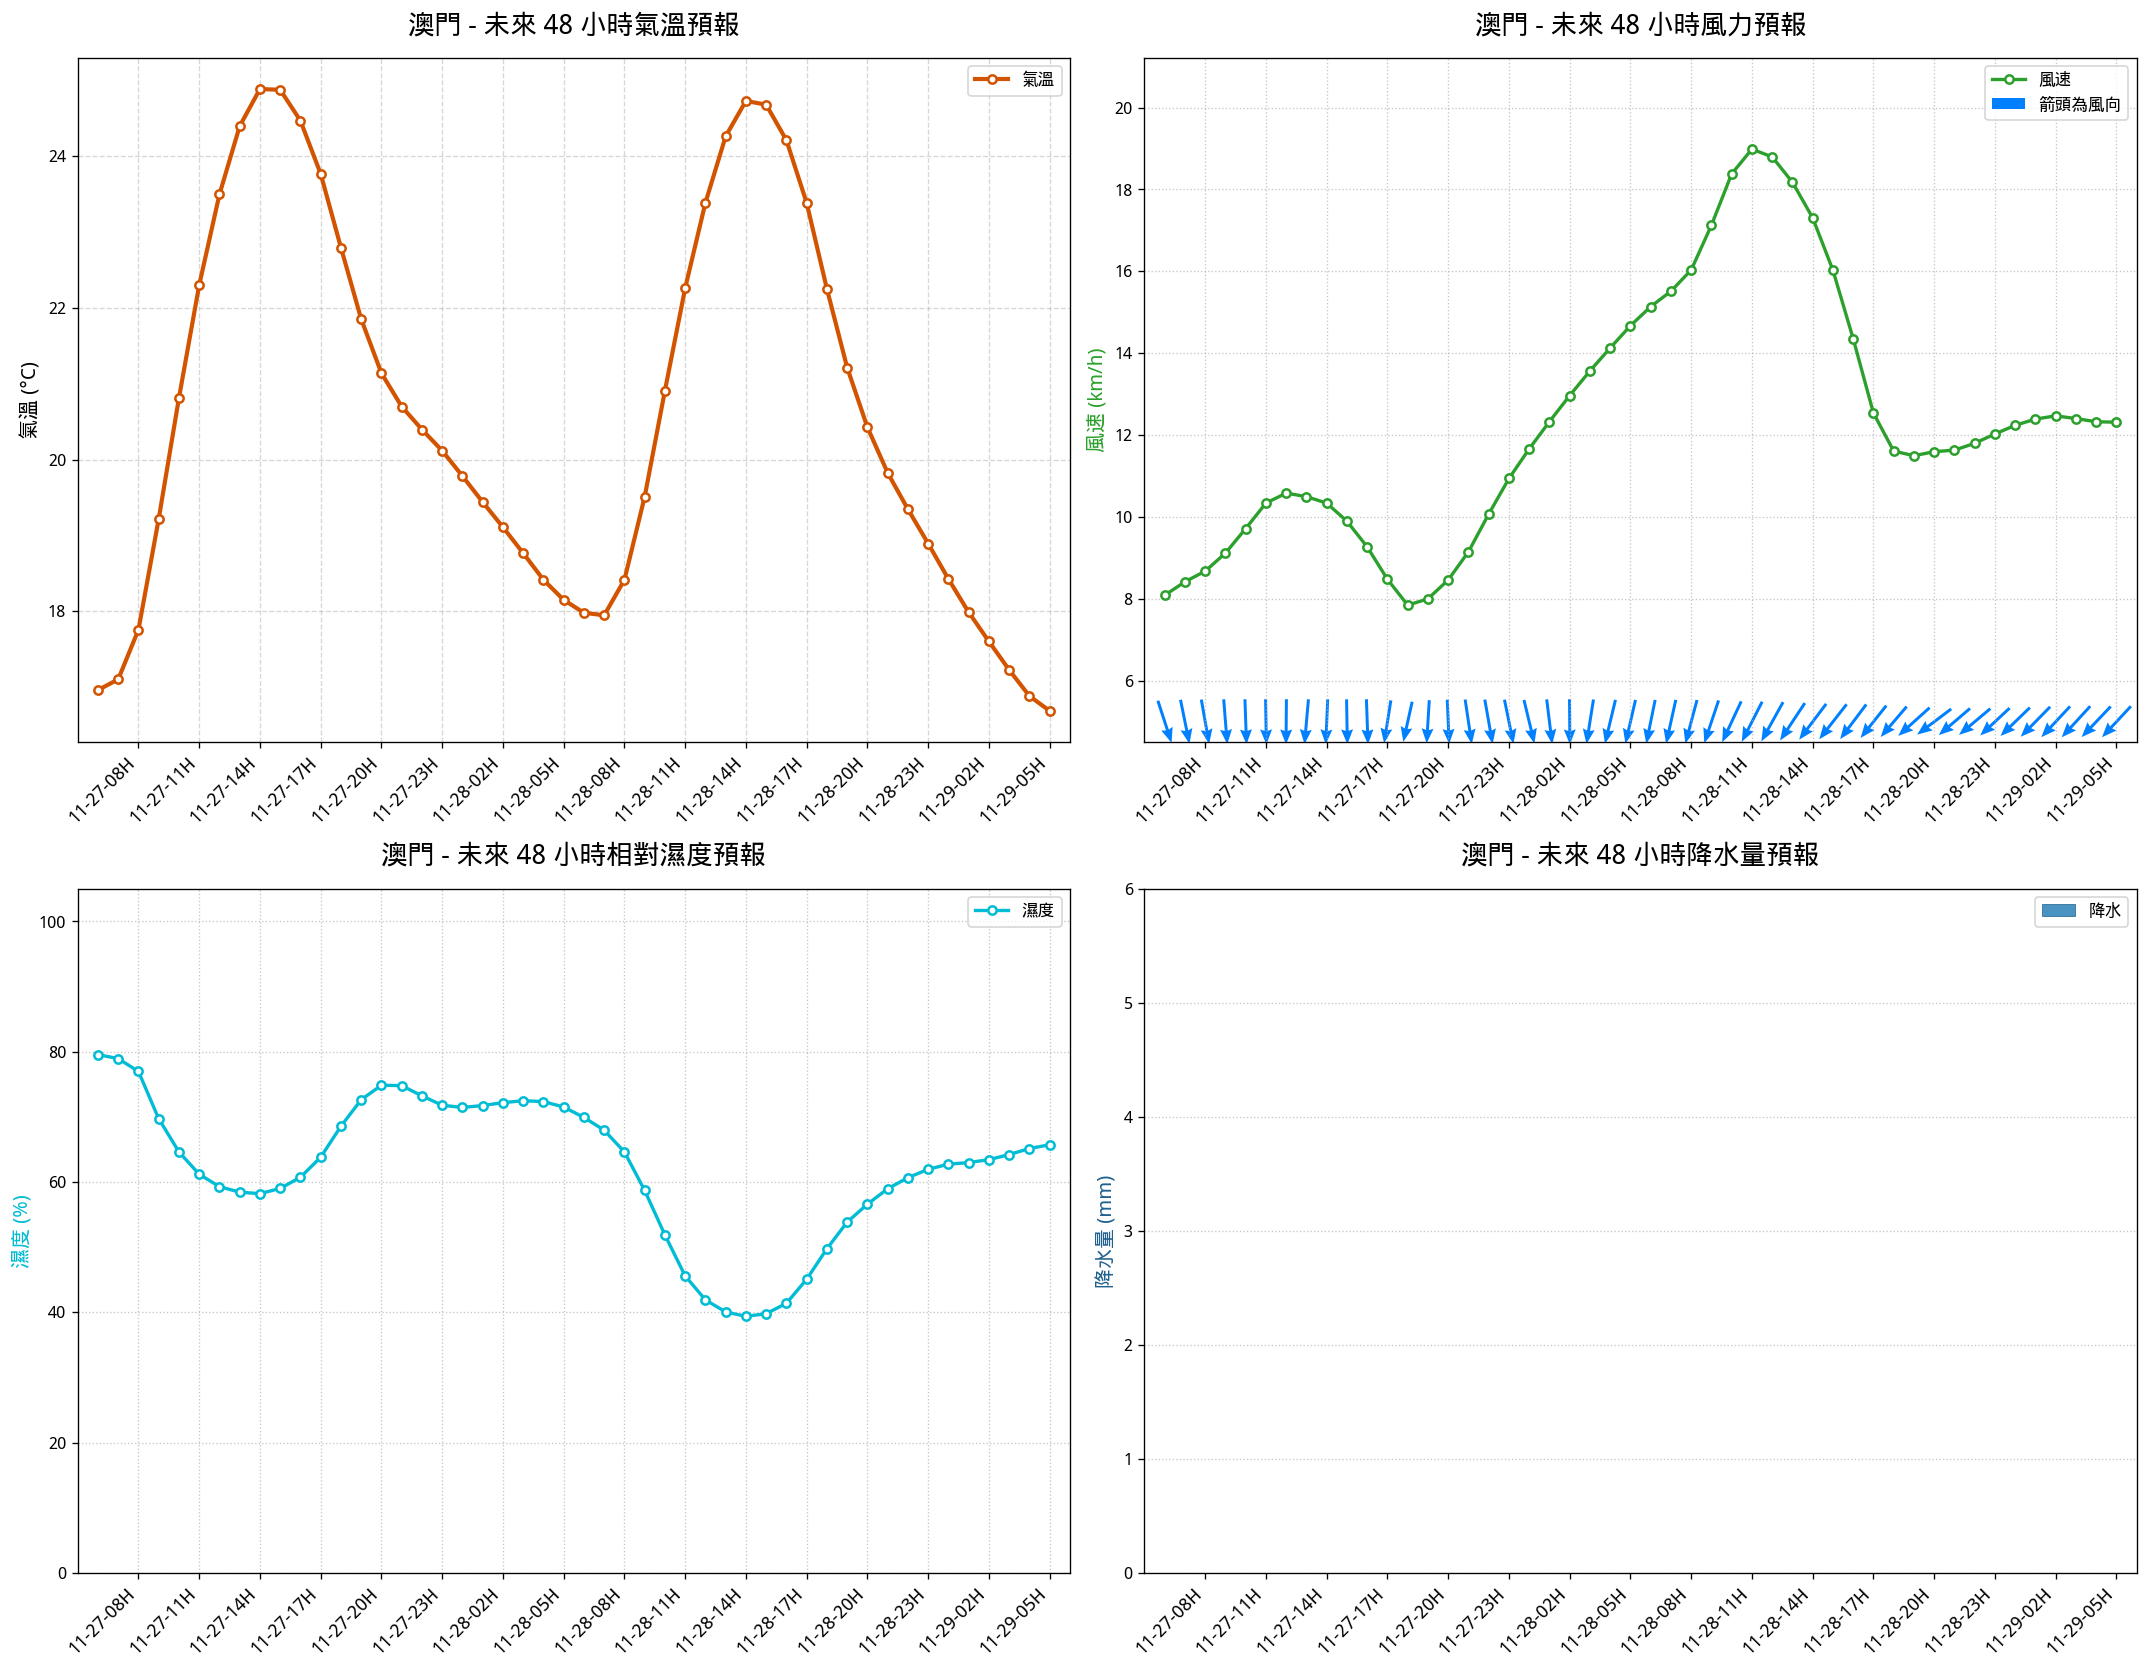 澳門 - 未來 48 小時氣溫預報
氣溫
氣溫 (°C)
24
22
20
18
11-27-08H
11-27-11H
11-27-14H
11-27-17H
11-27-20H
11-27-23H
11-28-02H
11-28-05H
11-28-08H
11-28-11H
11-28-14H
11-28-17H
11-28-20H
11-28-23H
11-29-02H
11-29-05H
澳門 - 未來 48 小時風力預報
風速
箭頭為風向
風速 (km/h)
20
18
16
14
12
10
8
6
11-27-08H
11-27-11H
11-27-14H
11-27-17H
11-27-20H
11-27-23H
11-28-02H
11-28-05H
11-28-08H
11-28-11H
11-28-14H
11-28-17H
11-28-20H
11-28-23H
11-29-02H
11-29-05H
澳門 - 未來 48 小時相對濕度預報
濕度
濕度 (%)
100
80
60
40
20
0
11-27-08H
11-27-11H
11-27-14H
11-27-17H
11-27-20H
11-27-23H
11-28-02H
11-28-05H
11-28-08H
11-28-11H
11-28-14H
11-28-17H
11-28-20H
11-28-23H
11-29-02H
11-29-05H
澳門 - 未來 48 小時降水量預報
降水
降水量 (mm)
6
5
4
3
2
1
0
11-27-08H
11-27-11H
11-27-14H
11-27-17H
11-27-20H
11-27-23H
11-28-02H
11-28-05H
11-28-08H
11-28-11H
11-28-14H
11-28-17H
11-28-20H
11-28-23H
11-29-02H
11-29-05H